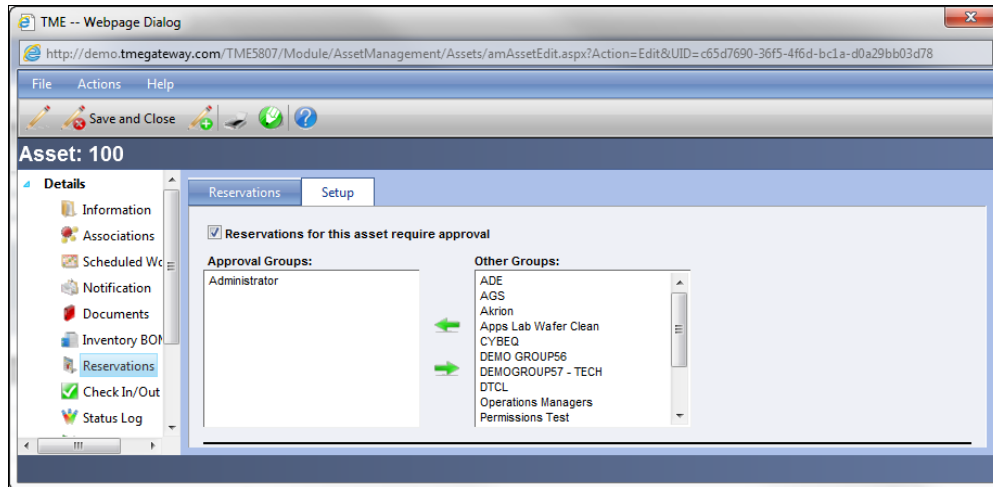 TME -- Webpage Dialog
http://demo.tmegateway.com/TME5807/Module/AssetManagement/Assets/amAssetEdit.aspx?Action=Edit&UID=c65d7690-36f5-4f6d-bc1a-d0a29bb03d78
File Actions Help
Save and Close
Asset: 100
Details
Information
Associations
Scheduled Wc
Notification
Documents
Inventory BOM
Reservations
Check In/Out
Status Log
Reservations Setup
Reservations for this asset require approval
Approval Groups: Other Groups:
Administrator
ADE
AGS
Akrion
Apps Lab Wafer Clean
CYBEQ
DEMO GROUP56
DEMOGROUP57 - TECH
DTCL
Operations Managers
Permissions Test